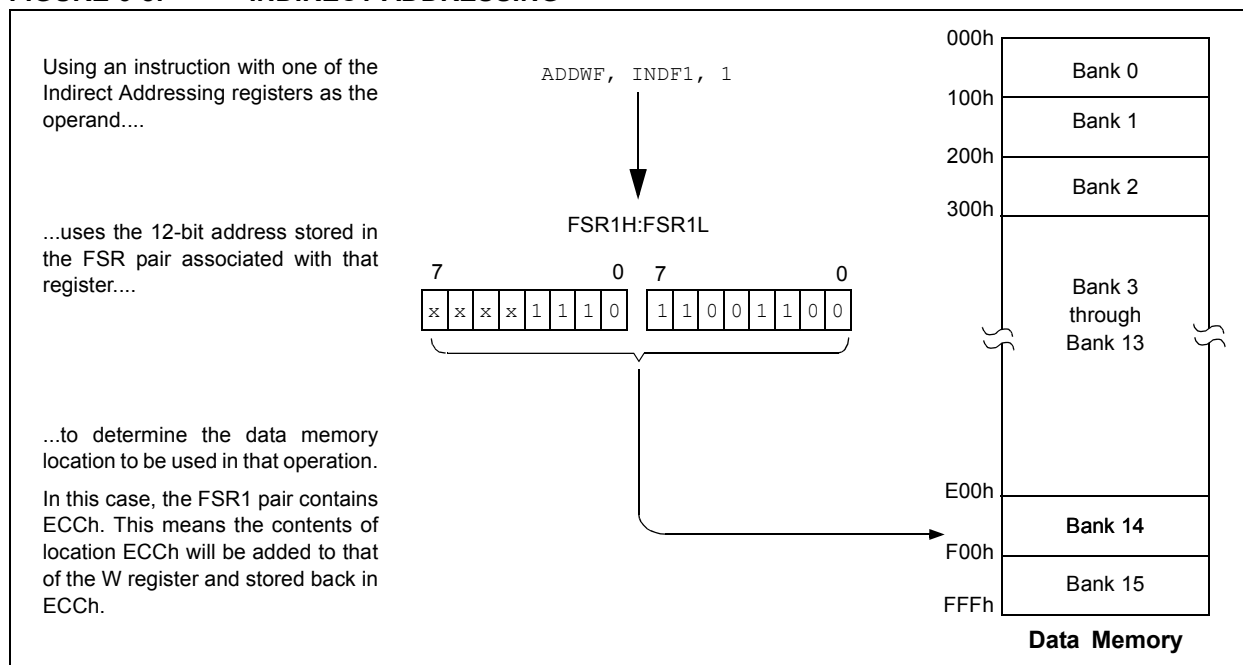 Using an instruction with one of the
Indirect Addressing registers as the
operand....
ADDWF, INDF1, 1
...uses the 12-bit address stored in
the FSR pair associated with that
register....
FSR1H:FSR1L
7 0 7 0
x x x x 1 1 1 0 1 1 0 0 1 1 0 0
...to determine the data memory
location to be used in that operation.
In this case, the FSR1 pair contains
ECCh. This means the contents of
location ECCh will be added to that
of the W register and stored back in
ECCh.
000h
Bank 0
100h
Bank 1
200h
Bank 2
300h
Bank 3
through
Bank 13
E00h
Bank 14
F00h
Bank 15
FFFh
Data Memory